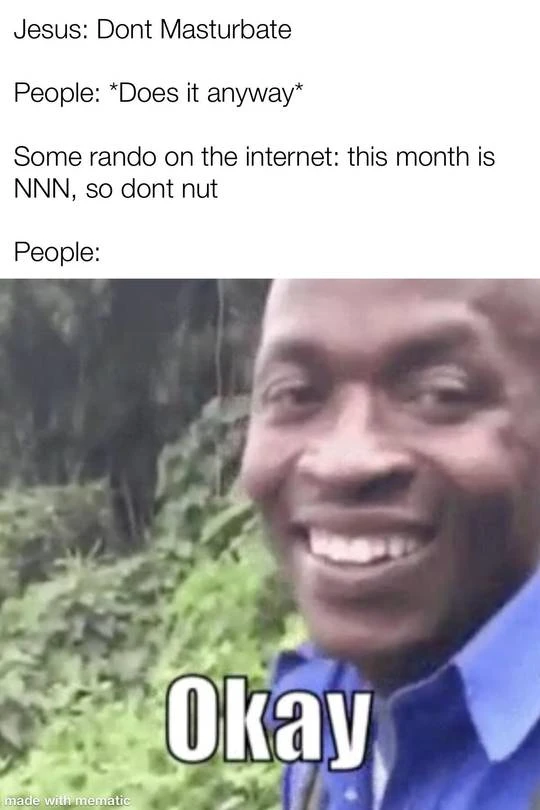 Jesus: Dont Masturbate
People: *Does it anyway*
Some rando on the internet: this month is
NNN, so dont nut
People:
Okay
made with mematic